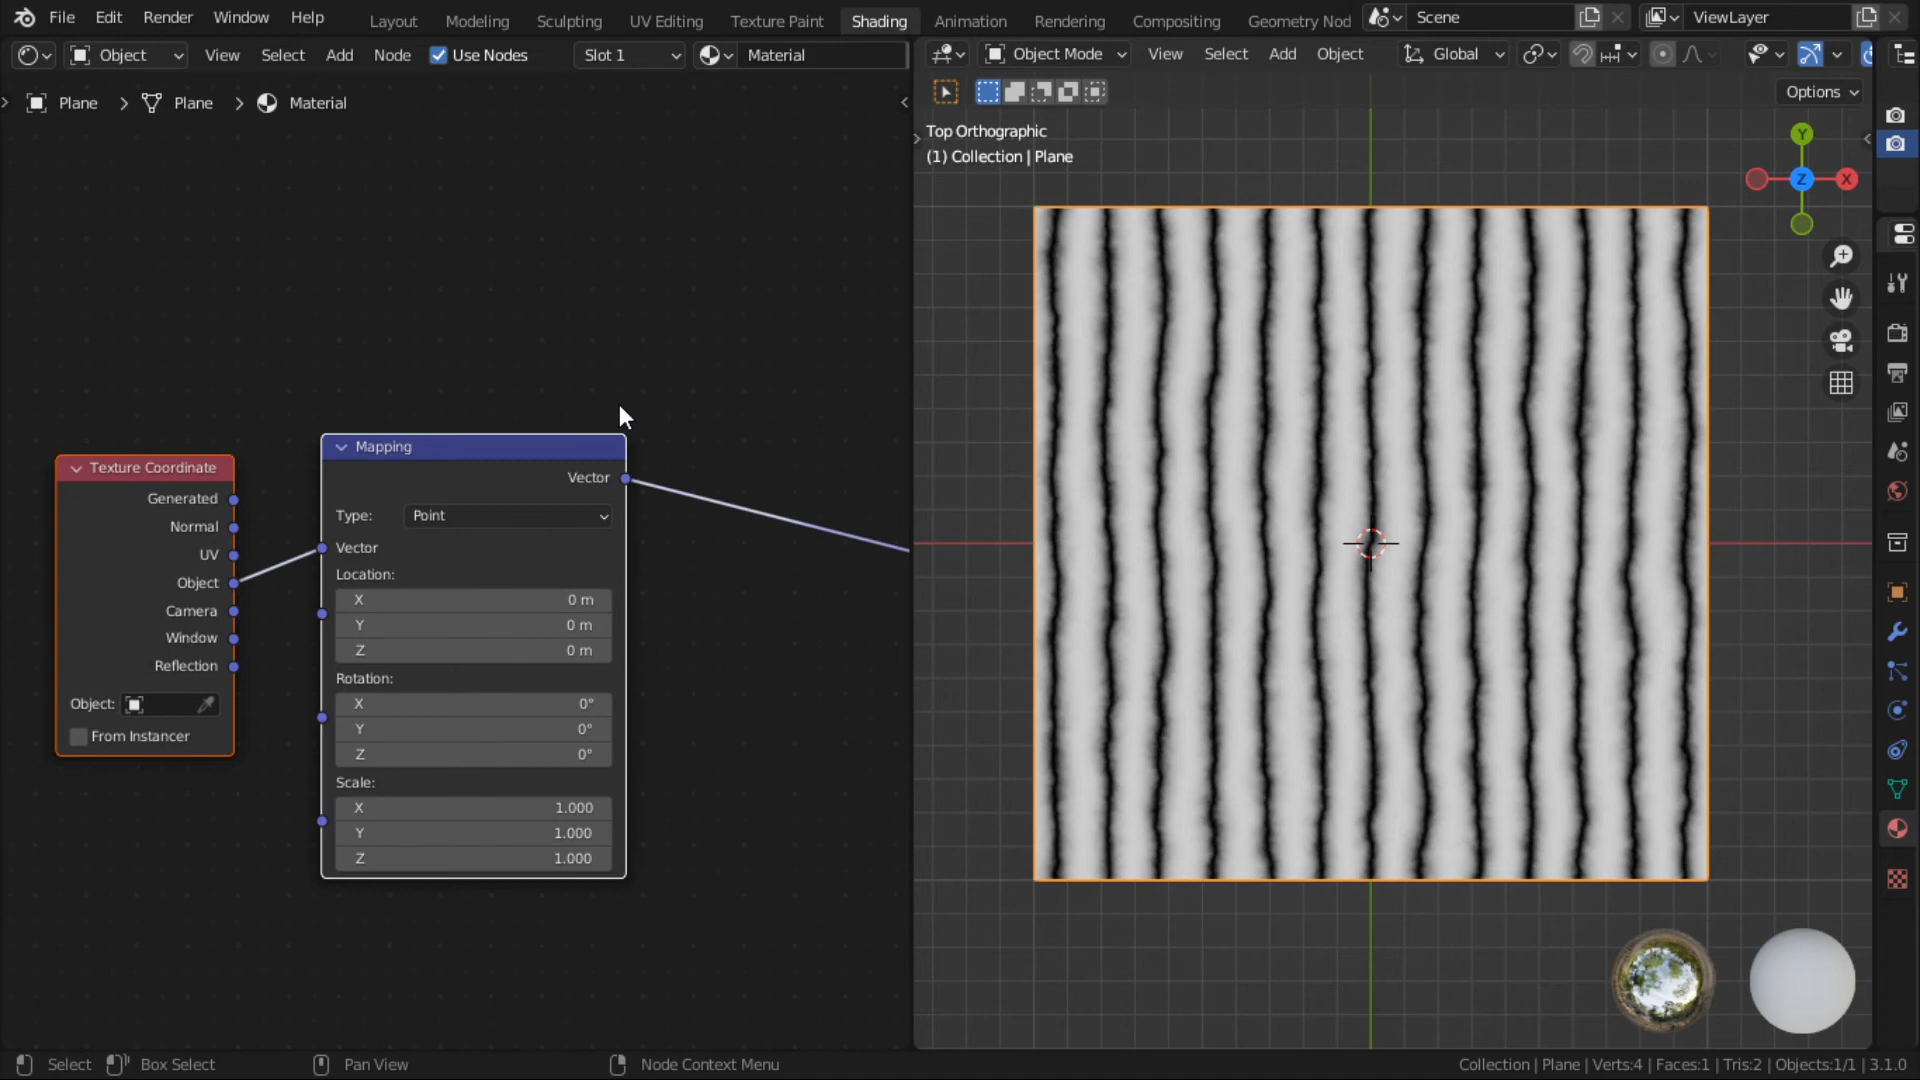 File Edit Render Window Help Layout Modeling Sculpting UV Editing Texture Paint Shading Animation Rendering Compositing Geometry Nod Scene ViewLayer
Object View Select Add Node Use Nodes Slot 1 Material
Object Mode View Select Add Object Global
Plane Plane Material
Options
Top Orthographic
(1) Collection | Plane
Y
X
Z
Texture Coordinate
Generated
Normal
UV
Object
Camera
Window
Reflection
Object:
From Instancer
Mapping
Vector
Type: Point
Vector
Location:
X 0 m
Y 0 m
Z 0 m
Rotation:
X 0°
Y 0°
Z 0°
Scale:
X 1.000
Y 1.000
Z 1.000
Select Box Select Pan View Node Context Menu Collection | Plane | Verts:4 | Faces:1 | Tris:2 | Objects:1/1 | 3.1.0